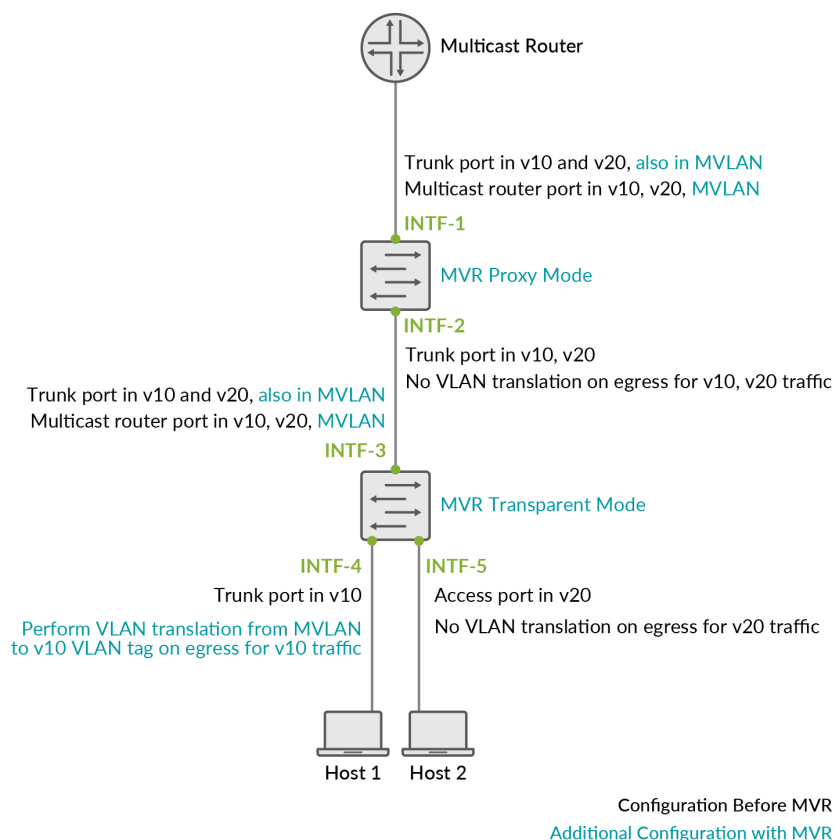 Multicast Router
Trunk port in v10 and v20, also in MVLAN
Multicast router port in v10, v20, MVLAN
INTF-1
MVR Proxy Mode
INTF-2
Trunk port in v10, v20
No VLAN translation on egress for v10, v20 traffic
Trunk port in v10 and v20, also in MVLAN
Multicast router port in v10, v20, MVLAN
INTF-3
MVR Transparent Mode
INTF-4
Trunk port in v10
Perform VLAN translation from MVLAN
to v10 VLAN tag on egress for v10 traffic
INTF-5
Access port in v20
No VLAN translation on egress for v20 traffic
Host 1
Host 2
Configuration Before MVR
Additional Configuration with MVR